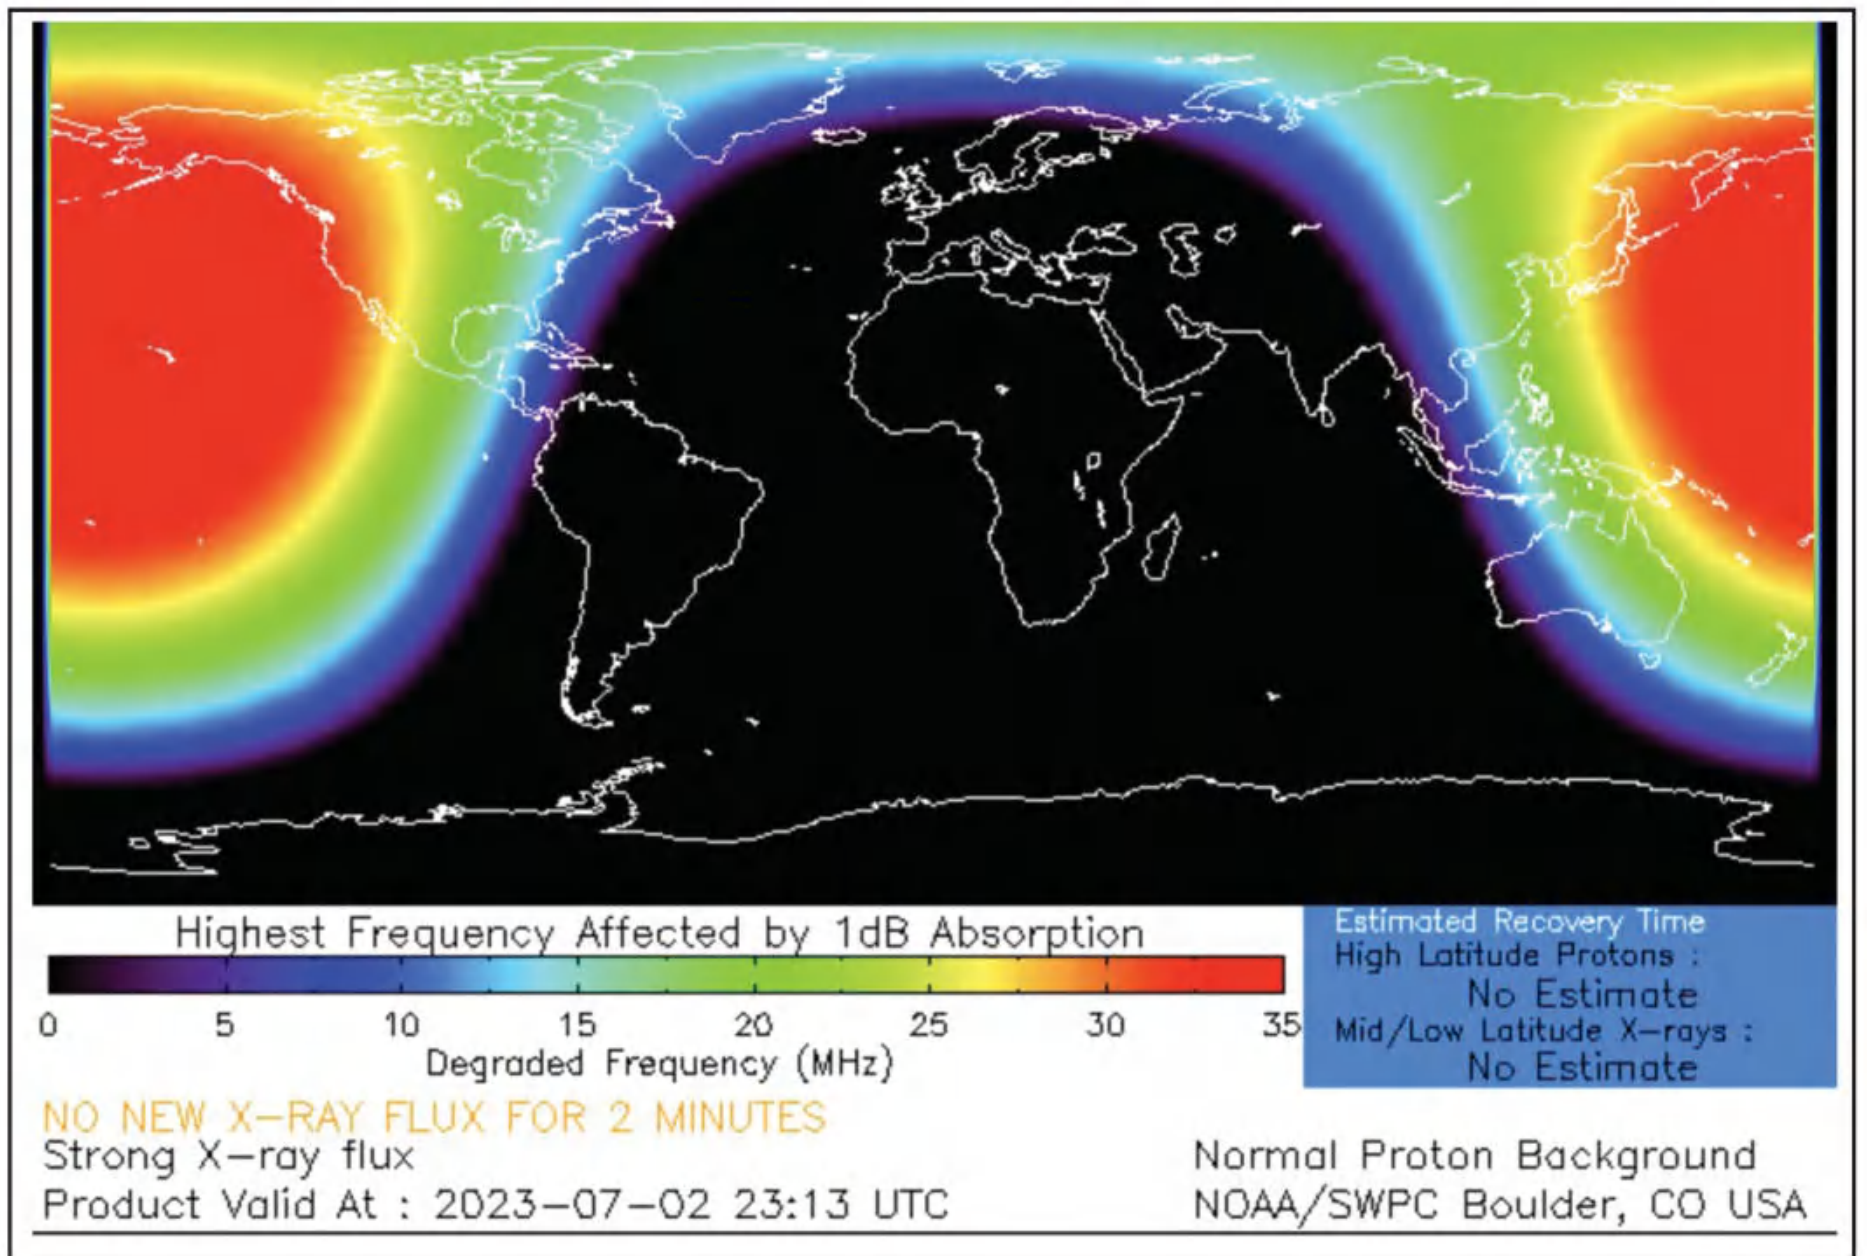 Highest Frequency Affected by 1dB Absorption
0 5 10 15 20 25 30 35
Degraded Frequency (MHz)
Estimated Recovery Time
High Latitude Protons :
No Estimate
Mid/Low Latitude X-rays :
No Estimate
NO NEW X-RAY FLUX FOR 2 MINUTES
Strong X-ray flux
Product Valid At : 2023-07-02 23:13 UTC
Normal Proton Background
NOAA/SWPC Boulder, CO USA